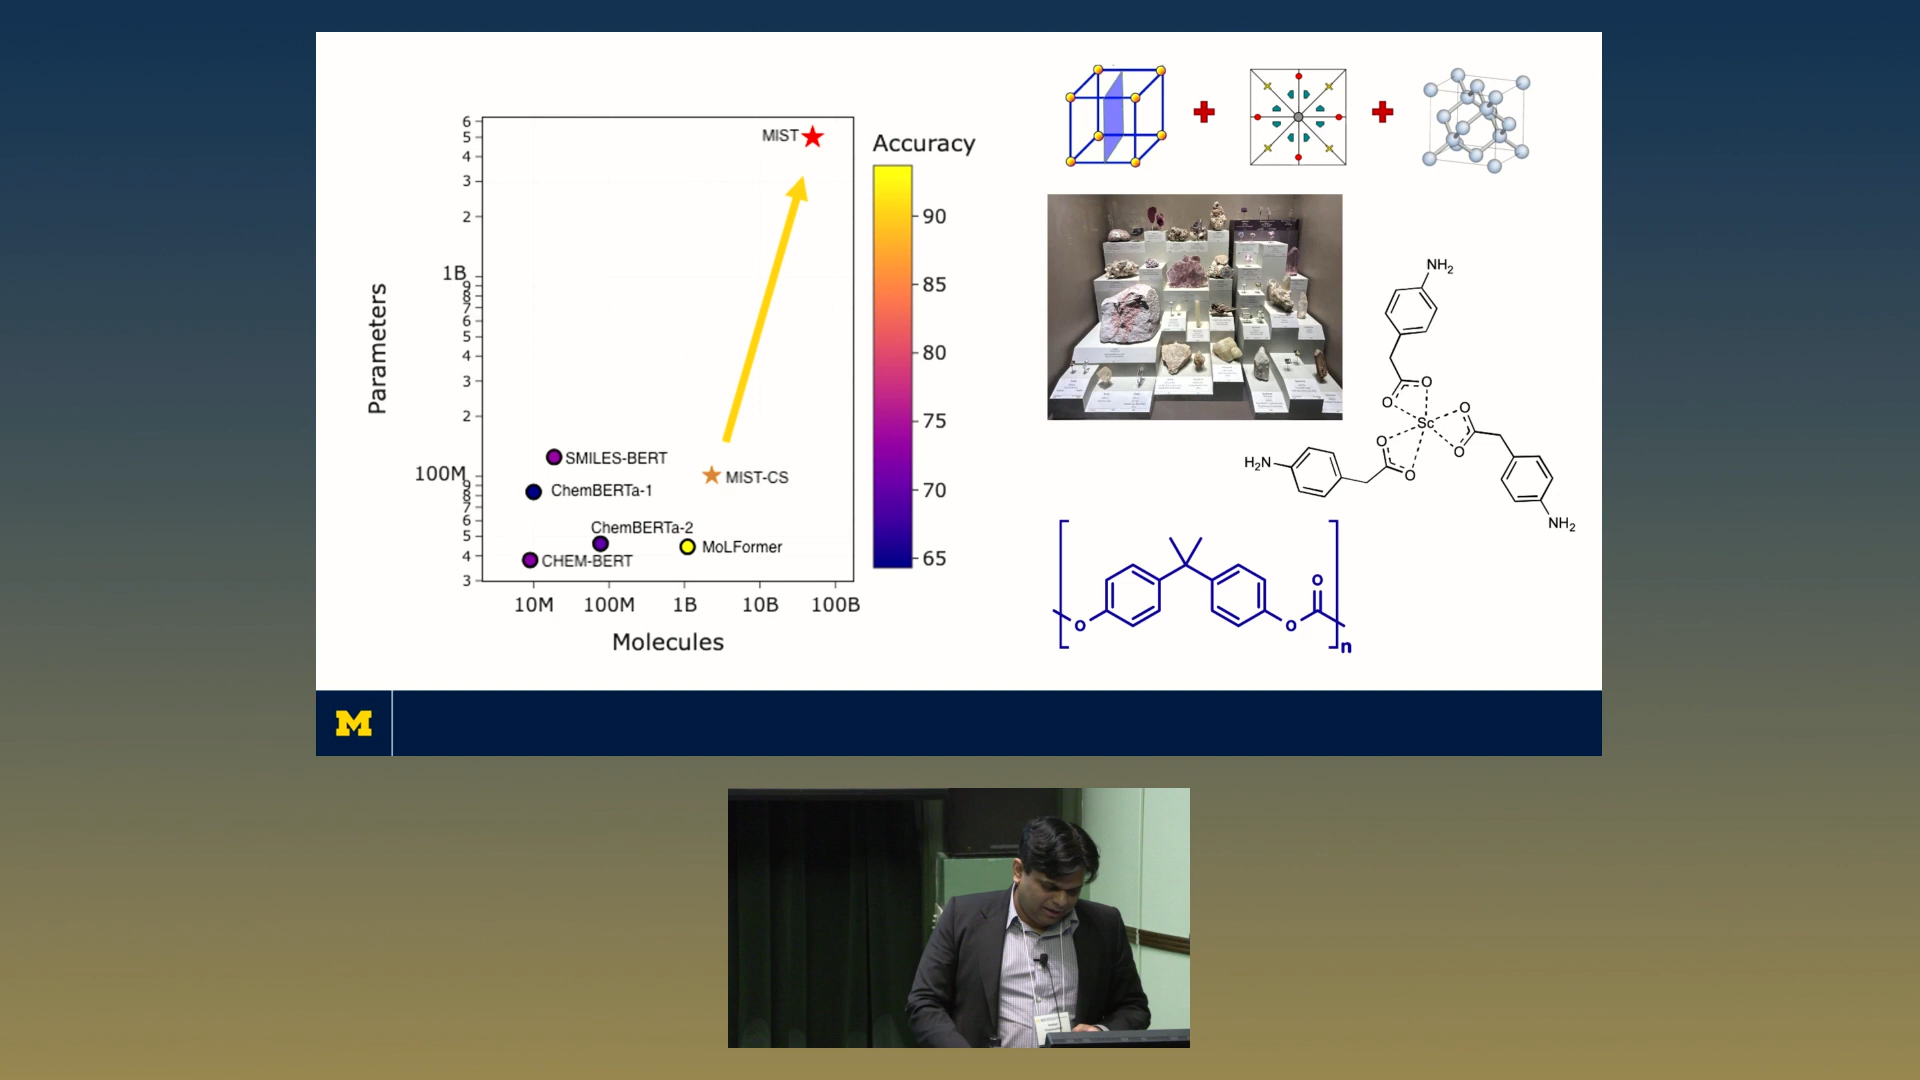 6
5
4
3
2
1B
9
8
7
6
5
4
3
2
100M
9
8
7
6
5
4
3
Parameters
MIST
SMILES-BERT
ChemBERTa-1
MIST-CS
ChemBERTa-2
MoLFormer
CHEM-BERT
10M 100M 1B 10B 100B
Molecules
Accuracy
90
85
80
75
70
65
NH2
O
O
O
O
Sc
O
O
H2N
NH2
O
O
O
n
M